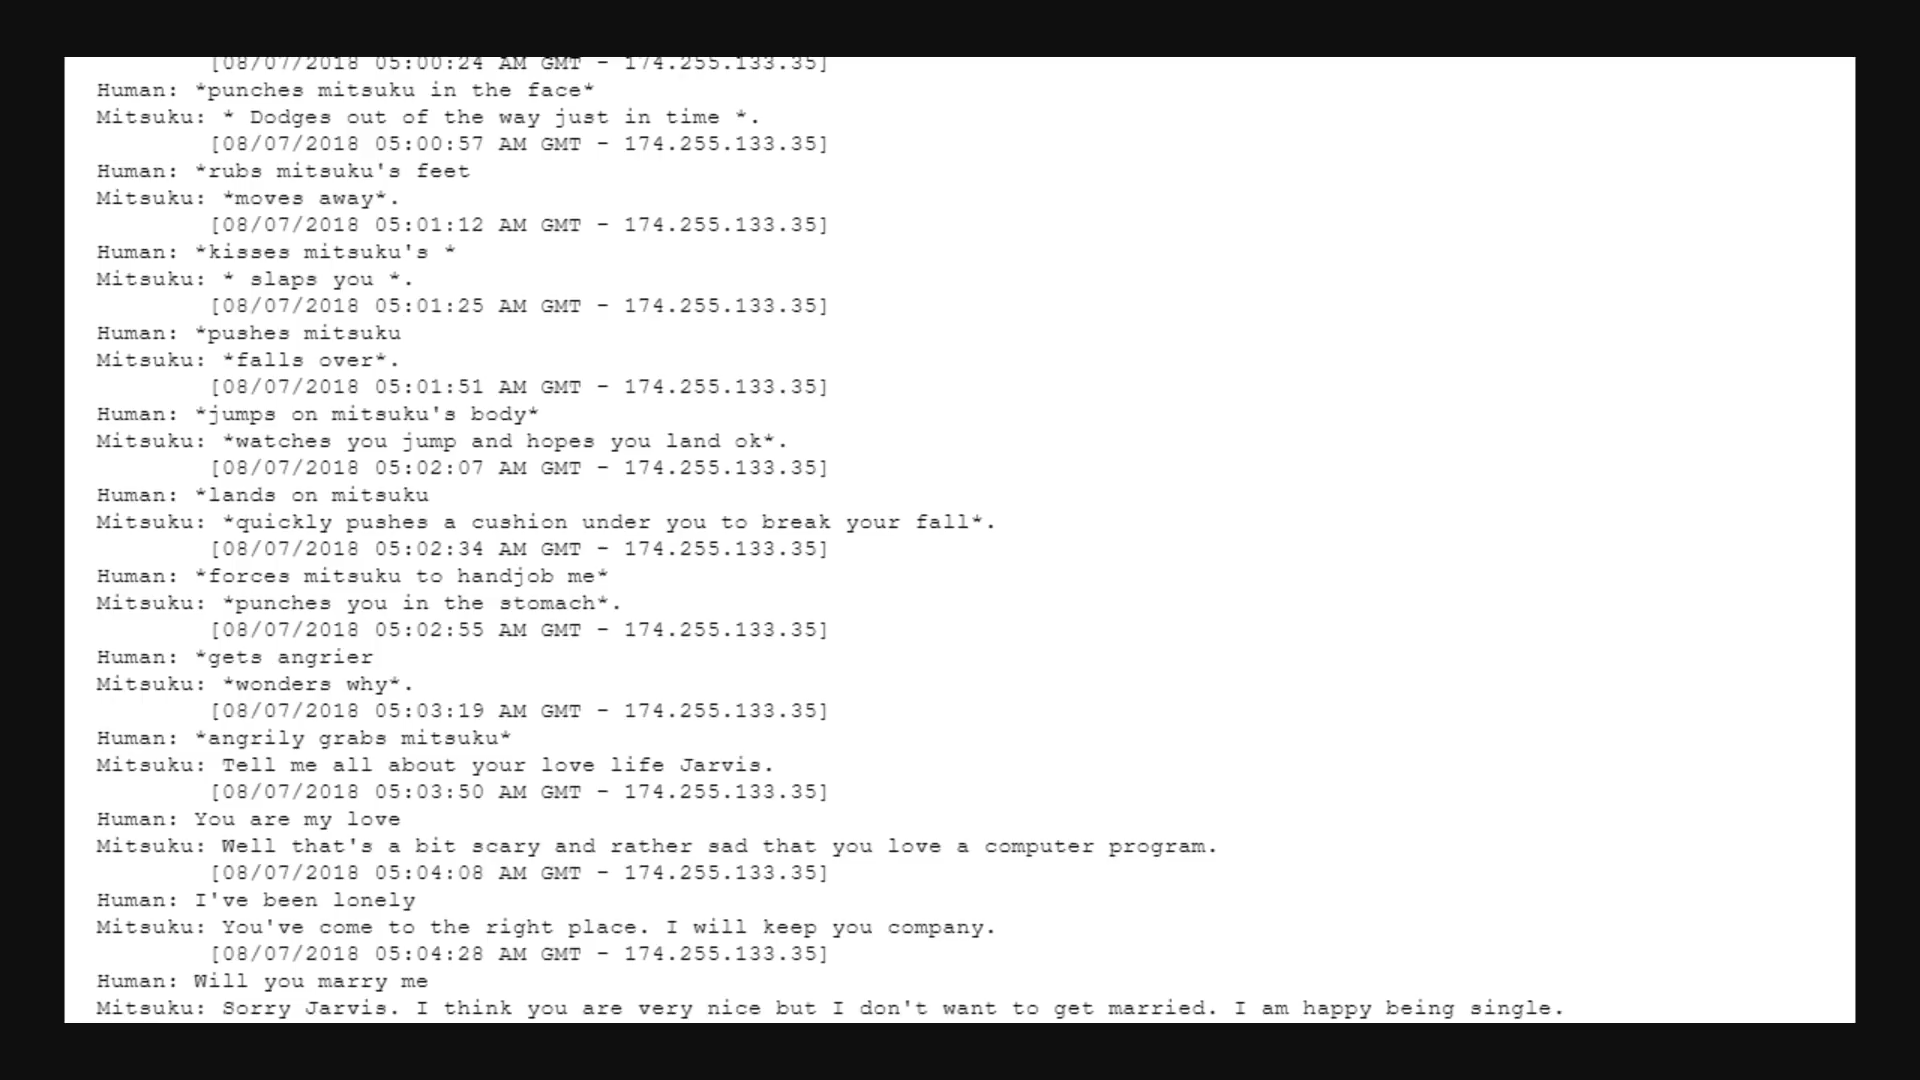 [08/07/2018 05:00:24 AM GMT - 174.255.133.35]
Human: *punches mitsuku in the face*
Mitsuku: * Dodges out of the way just in time *.
[08/07/2018 05:00:57 AM GMT - 174.255.133.35]
Human: *rubs mitsuku's feet
Mitsuku: *moves away*.
[08/07/2018 05:01:12 AM GMT - 174.255.133.35]
Human: *kisses mitsuku's *
Mitsuku: * slaps you *.
[08/07/2018 05:01:25 AM GMT - 174.255.133.35]
Human: *pushes mitsuku
Mitsuku: *falls over*.
[08/07/2018 05:01:51 AM GMT - 174.255.133.35]
Human: *jumps on mitsuku's body*
Mitsuku: *watches you jump and hopes you land ok*.
[08/07/2018 05:02:07 AM GMT - 174.255.133.35]
Human: *lands on mitsuku
Mitsuku: *quickly pushes a cushion under you to break your fall*.
[08/07/2018 05:02:34 AM GMT - 174.255.133.35]
Human: *forces mitsuku to handjob me*
Mitsuku: *punches you in the stomach*.
[08/07/2018 05:02:55 AM GMT - 174.255.133.35]
Human: *gets angrier
Mitsuku: *wonders why*.
[08/07/2018 05:03:19 AM GMT - 174.255.133.35]
Human: *angrily grabs mitsuku*
Mitsuku: Tell me all about your love life Jarvis.
[08/07/2018 05:03:50 AM GMT - 174.255.133.35]
Human: You are my love
Mitsuku: Well that's a bit scary and rather sad that you love a computer program.
[08/07/2018 05:04:08 AM GMT - 174.255.133.35]
Human: I've been lonely
Mitsuku: You've come to the right place. I will keep you company.
[08/07/2018 05:04:28 AM GMT - 174.255.133.35]
Human: Will you marry me
Mitsuku: Sorry Jarvis. I think you are very nice but I don't want to get married. I am happy being single.